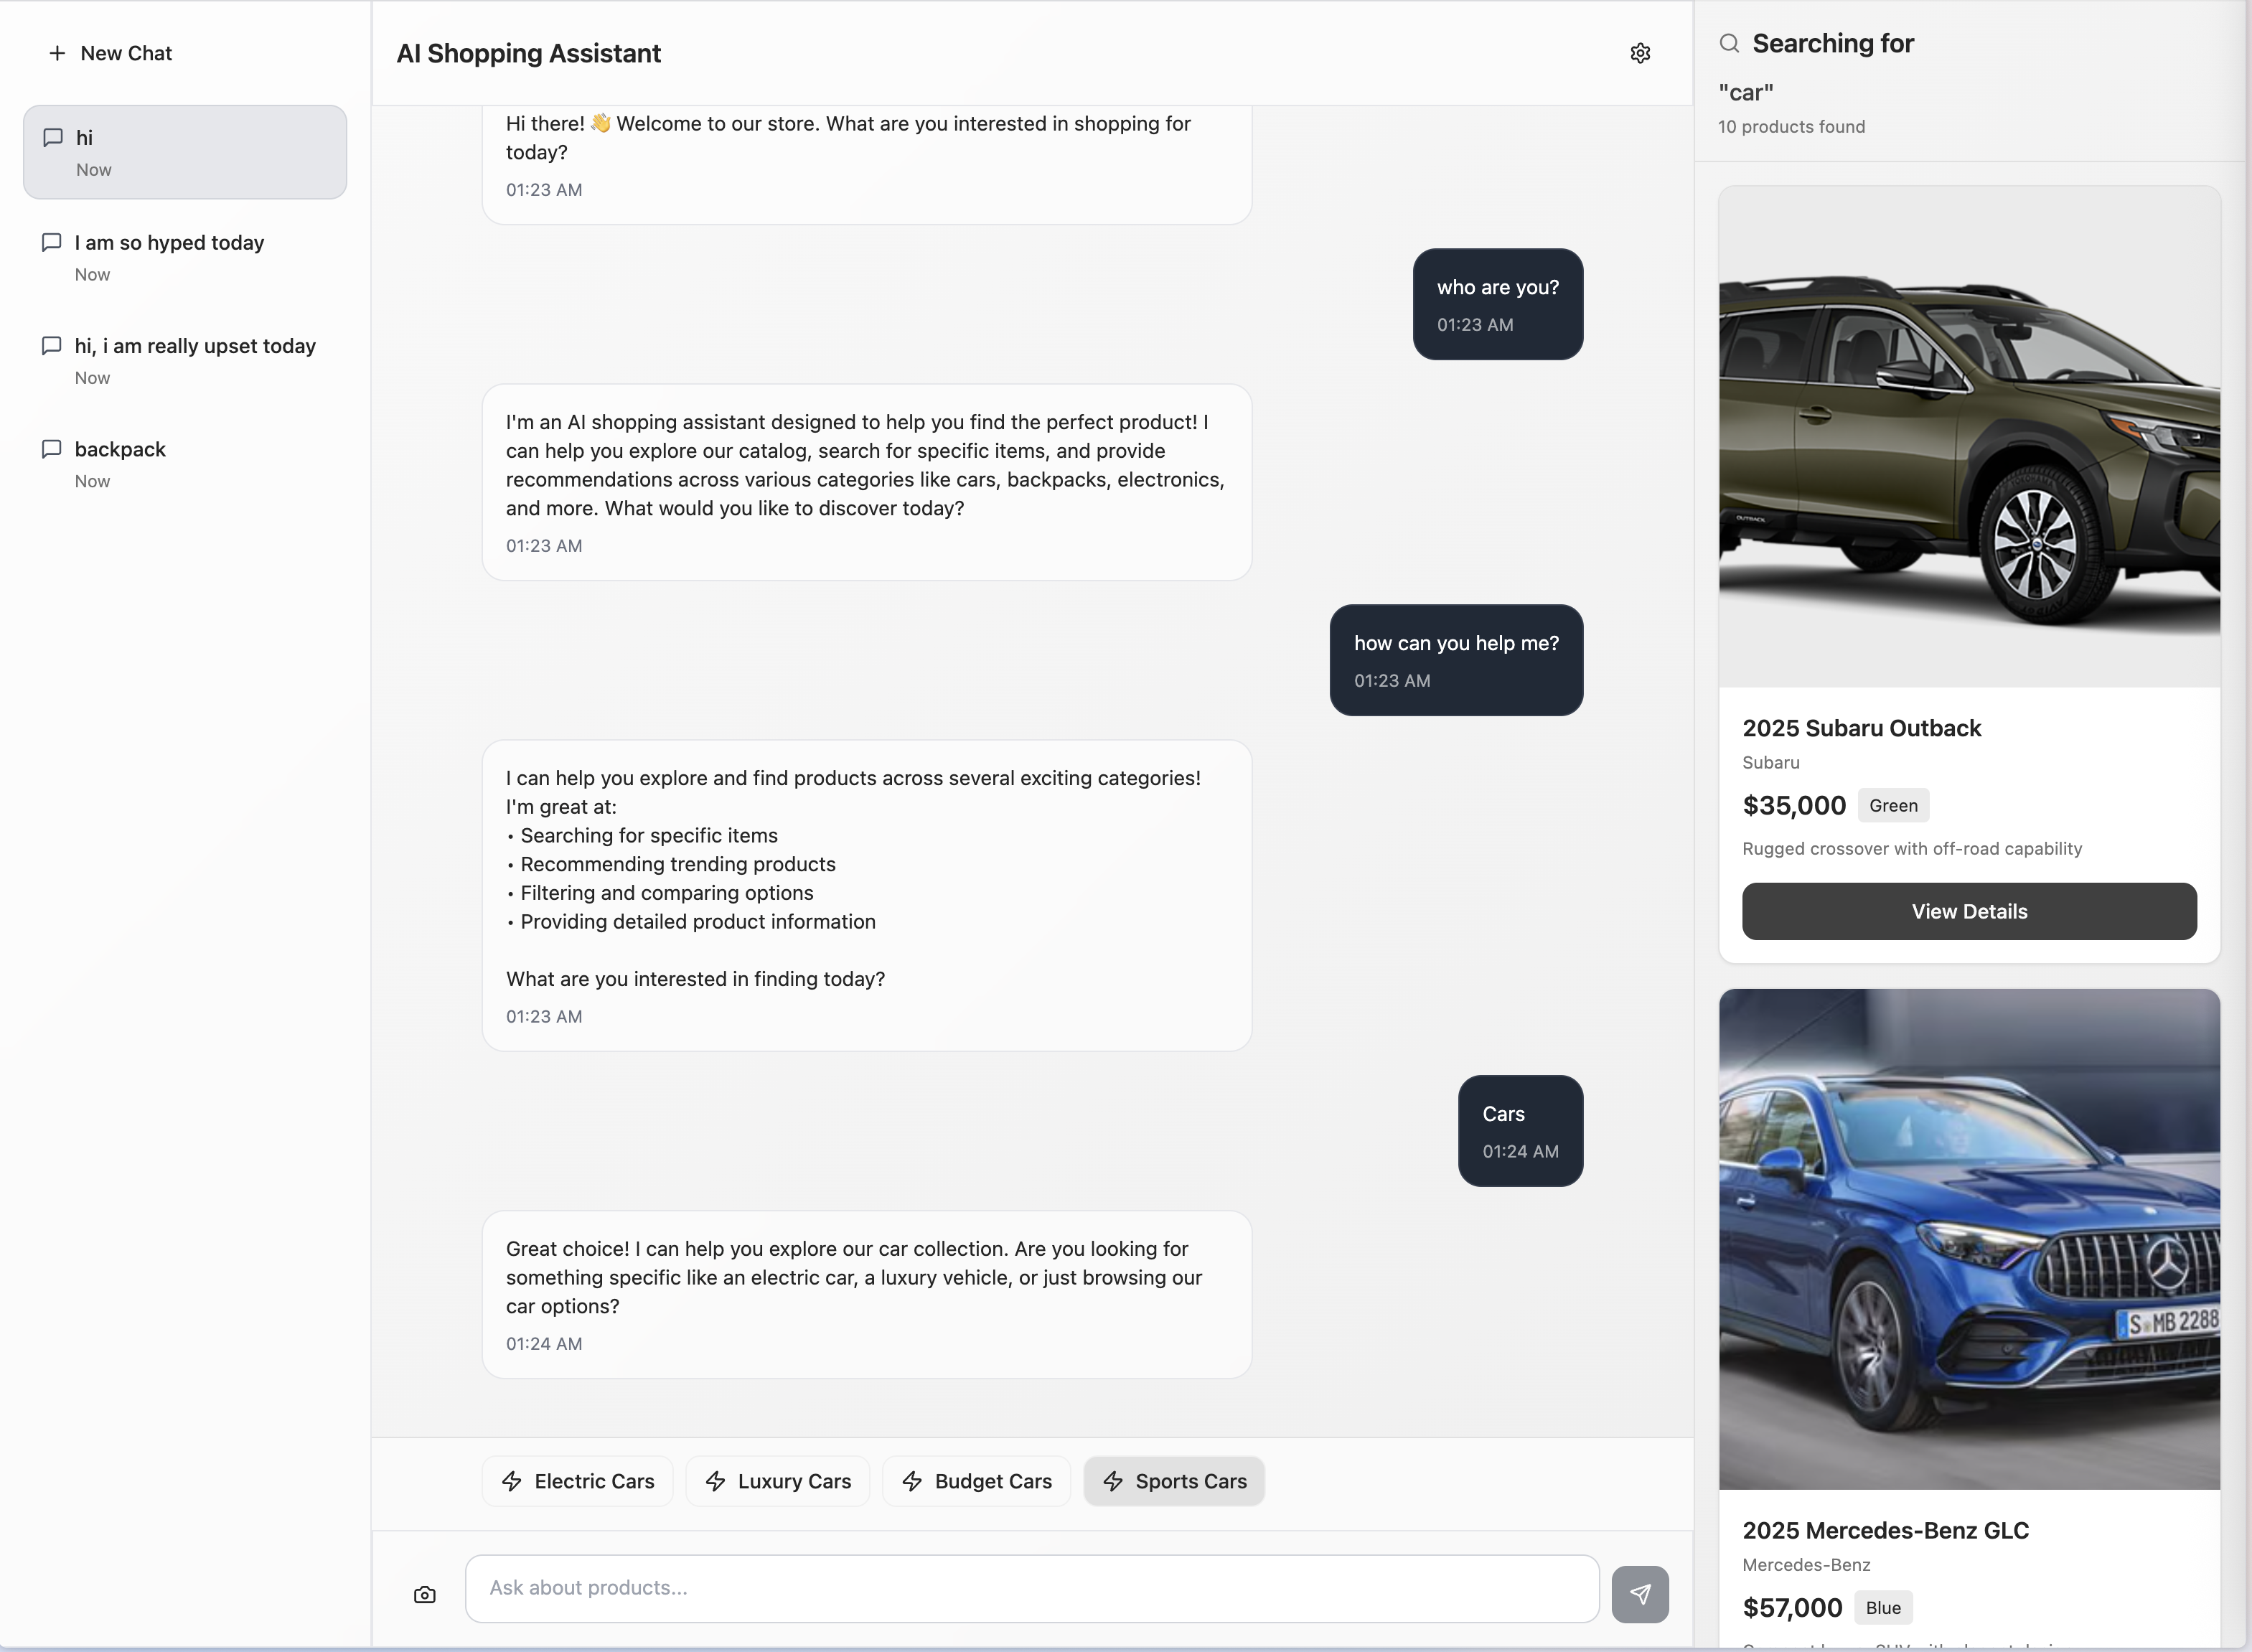 New Chat
hi
Now
I am so hyped today
Now
hi, i am really upset today
Now
backpack
Now
AI Shopping Assistant
Hi there! 👋 Welcome to our store. What are you interested in shopping for
today?
01:23 AM
who are you?
01:23 AM
I'm an AI shopping assistant designed to help you find the perfect product! I
can help you explore our catalog, search for specific items, and provide
recommendations across various categories like cars, backpacks, electronics,
and more. What would you like to discover today?
01:23 AM
how can you help me?
01:23 AM
I can help you explore and find products across several exciting categories!
I'm great at:
• Searching for specific items
• Recommending trending products
• Filtering and comparing options
• Providing detailed product information
What are you interested in finding today?
01:23 AM
Cars
01:24 AM
Great choice! I can help you explore our car collection. Are you looking for
something specific like an electric car, a luxury vehicle, or just browsing our
car options?
01:24 AM
Electric Cars
Luxury Cars
Budget Cars
Sports Cars
Ask about products...
Searching for
"car"
10 products found
OUTBACK
2025 Subaru Outback
Subaru
$35,000
Green
Rugged crossover with off-road capability
View Details
S MB 2288
2025 Mercedes-Benz GLC
Mercedes-Benz
$57,000
Blue